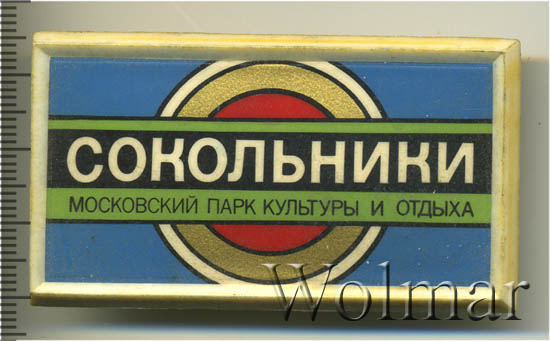 СОКОЛЬНИКИ
МОСКОВСКИЙ ПАРК КУЛЬТУРЫ И ОТДЫХА
Wolmar